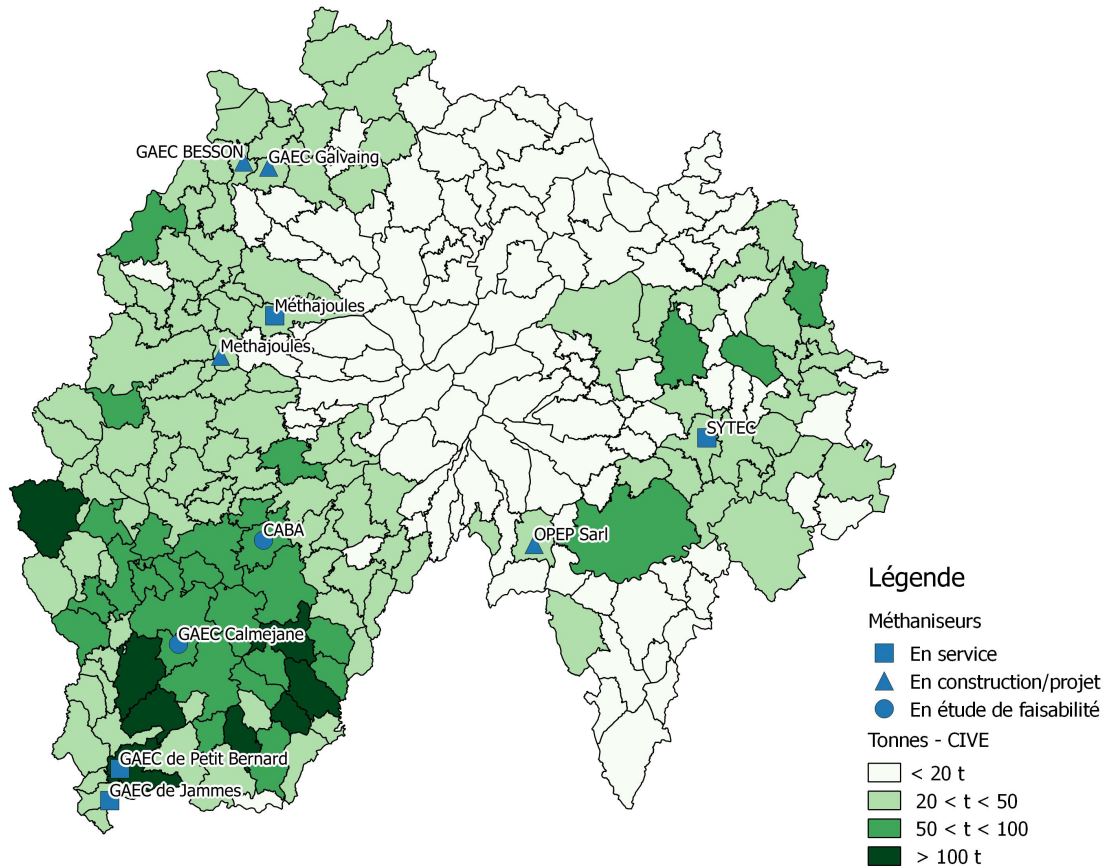 GAEC BESSON
GAEC Galvaing
Méthajoules
Methajoules
SYTEC
CABA
OPEP Sarl
GAEC Calmejane
GAEC de Petit Bernard
GAEC de Jammes
Légende
Méthaniseurs
En service
En construction/projet
En étude de faisabilité
Tonnes - CIVE
< 20 t
20 < t < 50
50 < t < 100
> 100 t